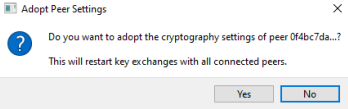 Adopt Peer Settings
Do you want to adopt the cryptography settings of peer 0f4bc7da...?
This will restart key exchanges with all connected peers.
Yes
No